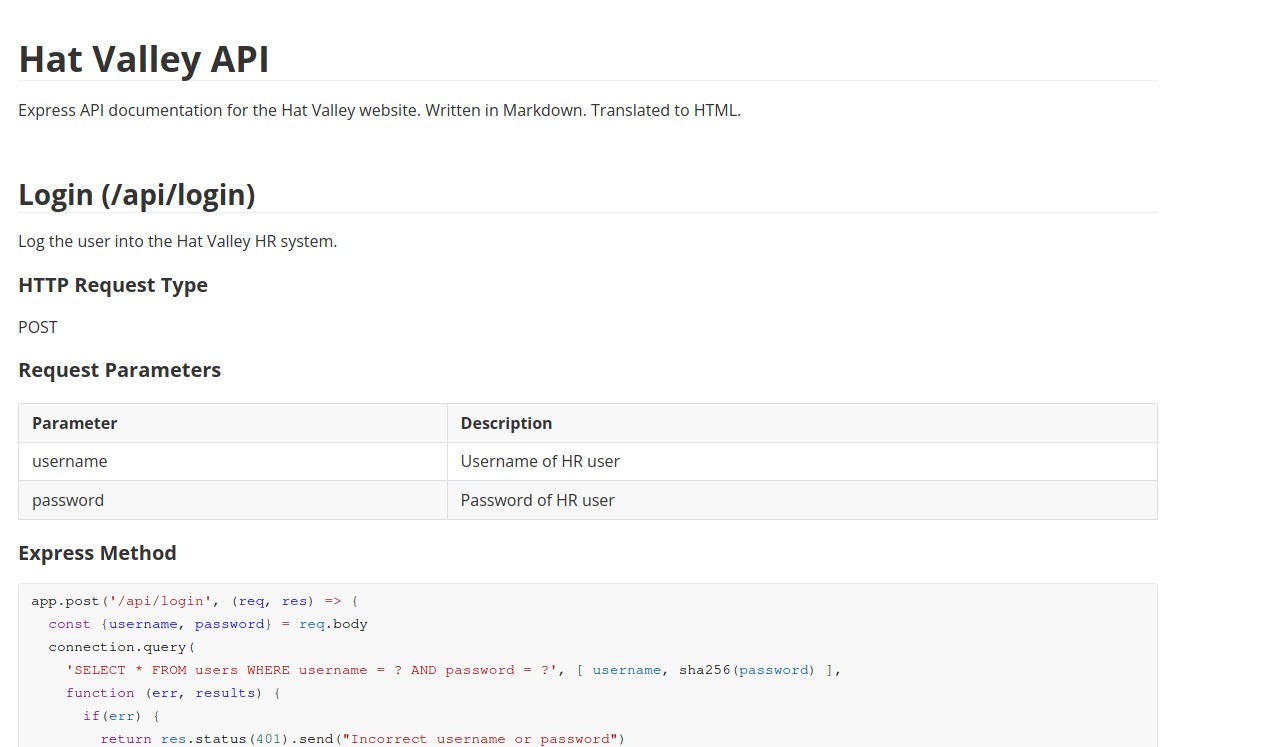 Hat Valley API
Express API documentation for the Hat Valley website. Written in Markdown. Translated to HTML.
Login (/api/login)
Log the user into the Hat Valley HR system.
HTTP Request Type
POST
Request Parameters
Parameter Description
username Username of HR user
password Password of HR user
Express Method
app.post('/api/login', (req, res) => {
  const {username, password} = req.body
  connection.query(
    'SELECT * FROM users WHERE username = ? AND password = ?', [ username, sha256(password) ],
    function (err, results) {
      if(err) {
        return res.status(401).send("Incorrect username or password")